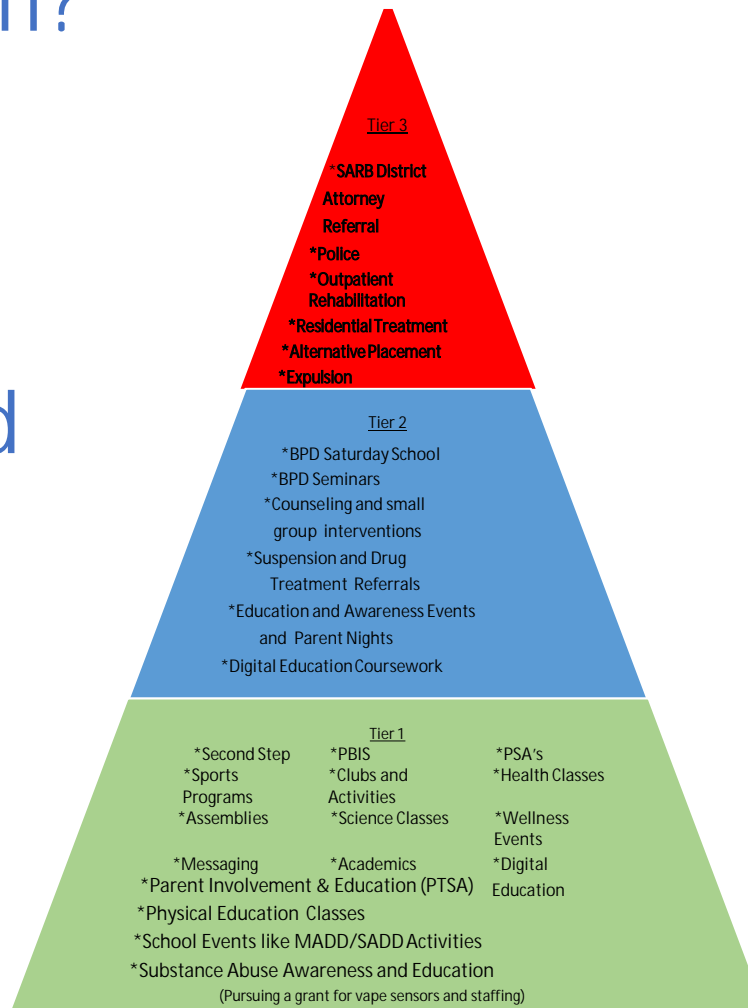 n?
d
Tier 3
*SARB District
Attorney
Referral
*Police
*Outpatient
Rehabilitation
*Residential Treatment
*Alternative Placement
*Expulsion
Tier 2
*BPD Saturday School
*BPD Seminars
*Counseling and small
group interventions
*Suspension and Drug
Treatment Referrals
*Education and Awareness Events
and Parent Nights
*Digital Education Coursework
Tier 1
*Second Step *PBIS *PSA's
*Sports *Clubs and *Health Classes
Programs Activities
*Assemblies *Science Classes *Wellness
Events
*Messaging *Academics *Digital
*Parent Involvement & Education (PTSA) Education
*Physical Education Classes
*School Events like MADD/SADD Activities
*Substance Abuse Awareness and Education
(Pursuing a grant for vape sensors and staffing)